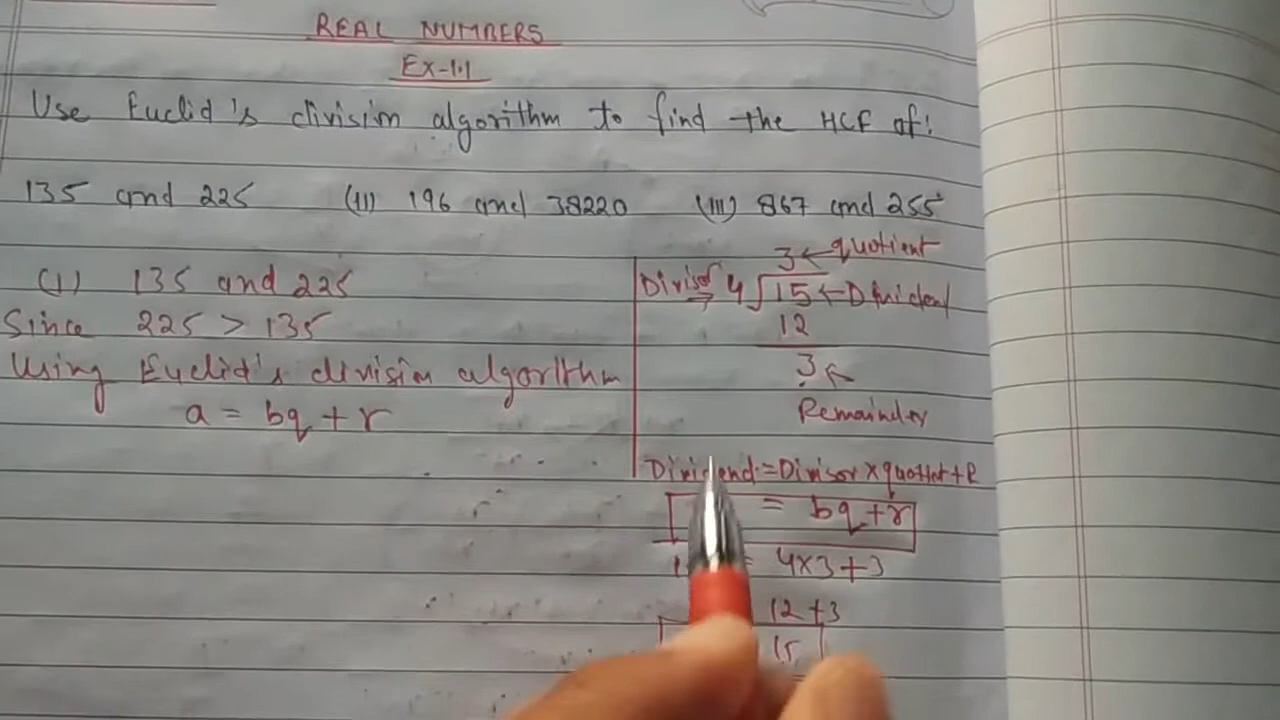 REAL NUMBERS
Ex-1.1
Use Euclid's division algorithm to find the HCF of:
135 and 225 (II) 196 and 38220 (III) 867 and 255
(I) 135 and 225
Since 225 > 135
Using Euclid's division algorithm
a = bq + r
3 ← quotient
Divisor → 4 √15 ← Dividend
12
3 ←
Remainder
Dividend = Divisor × quotient + R
= bq + r
= 4×3+3
12 + 3
15